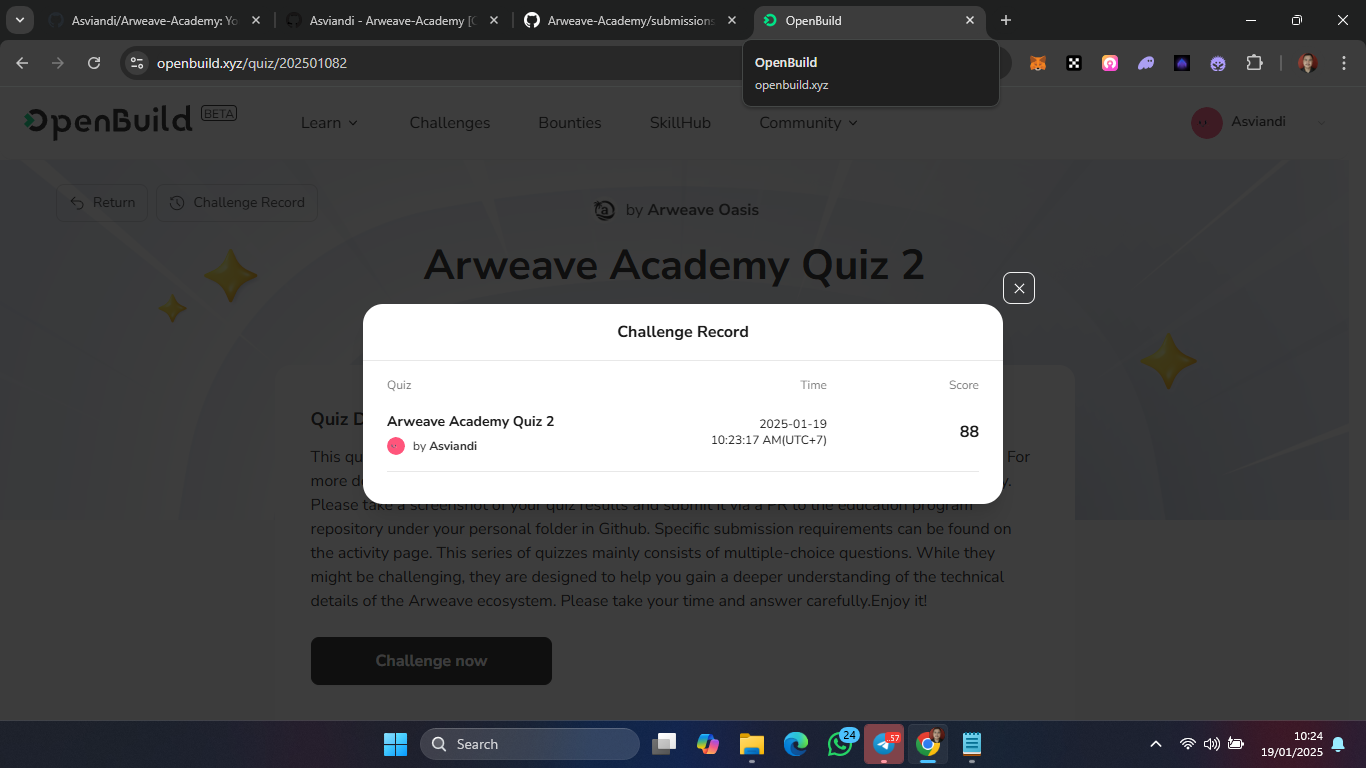 Asviandi/Arweave-Academy: Yo
Asviandi - Arweave-Academy [C
Arweave-Academy/submissions
OpenBuild
openbuild.xyz/quiz/202501082
OpenBuild
openbuild.xyz
OpenBuild BETA
Learn
Challenges
Bounties
SkillHub
Community
Asviandi
Return
Challenge Record
by Arweave Oasis
Arweave Academy Quiz 2
Challenge Record
Quiz
Time
Score
Arweave Academy Quiz 2
by Asviandi
2025-01-19
10:23:17 AM(UTC+7)
88
Quiz D
This qu For
more d y.
Please take a screenshot of your quiz results and submit it via a PR to the education program
repository under your personal folder in Github. Specific submission requirements can be found on
the activity page. This series of quizzes mainly consists of multiple-choice questions. While they
might be challenging, they are designed to help you gain a deeper understanding of the technical
details of the Arweave ecosystem. Please take your time and answer carefully.Enjoy it!
Challenge now
Search
24
57
10:24
19/01/2025